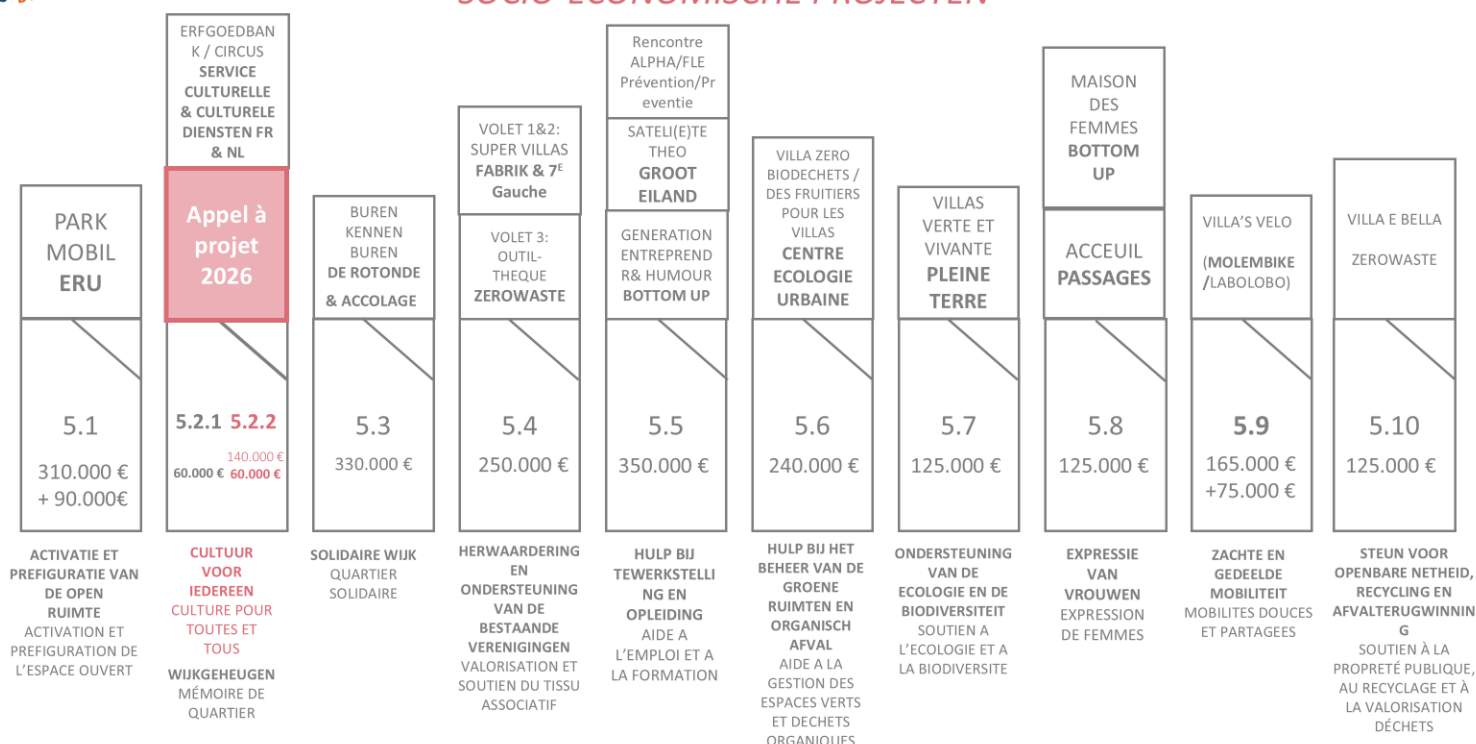 SOCIO-ECONOMISCHE PROJECTEN
PARK
MOBIL
ERU
5.1
310.000 €
+ 90.000€
ACTIVATIE ET
PREFIGURATIE VAN
DE OPEN
RUIMTE
ACTIVATION ET
PREFIGURATION DE
L'ESPACE OUVERT
ERFGOEDBAN
K / CIRCUS
SERVICE
CULTURELLE
& CULTURELE
DIENSTEN FR
& NL
Appel à
projet
2026
5.2.1 5.2.2
140.000 €
60.000 € 60.000 €
CULTUUR
VOOR
IEDEREEN
CULTURE POUR
TOUTES ET
TOUS
WIJKGEHEUGEN
MÉMOIRE DE
QUARTIER
BUREN
KENNEN
BUREN
DE ROTONDE
& ACCOLAGE
5.3
330.000 €
SOLIDAIRE WIJK
QUARTIER
SOLIDAIRE
VOLET 1&2:
SUPER VILLAS
FABRIK & 7E
Gauche
VOLET 3:
OUTIL-
THEQUE
ZEROWASTE
5.4
250.000 €
HERWAARDERING
EN
ONDERSTEUNING
VAN DE
BESTAANDE
VERENIGINGEN
VALORISATION ET
SOUTIEN DU TISSU
ASSOCIATIF
Rencontre
ALPHA/FLE
Prévention/Pr
eventie
SATELI(E)TE
THEO
GROOT
EILAND
GENERATION
ENTREPREND
R& HUMOUR
BOTTOM UP
5.5
350.000 €
HULP BIJ
TEWERKSTELLI
NG EN
OPLEIDING
AIDE A
L'EMPLOI ET A
LA FORMATION
VILLA ZERO
BIODECHETS /
DES FRUITIERS
POUR LES
VILLAS
CENTRE
ECOLOGIE
URBAINE
5.6
240.000 €
HULP BIJ HET
BEHEER VAN DE
GROENE
RUIMTEN EN
ORGANISCH
AFVAL
AIDE A LA
GESTION DES
ESPACES VERTS
ET DECHETS
ORGANIQUES
VILLAS
VERTE ET
VIVANTE
PLEINE
TERRE
5.7
125.000 €
ONDERSTEUNING
VAN DE
ECOLOGIE EN DE
BIODIVERSITEIT
SOUTIEN A
L'ECOLOGIE ET A
LA BIODIVERSITE
MAISON
DES
FEMMES
BOTTOM
UP
ACCEUIL
PASSAGES
5.8
125.000 €
EXPRESSIE
VAN
VROUWEN
EXPRESSION
DE FEMMES
VILLA'S VELO
(MOLEMBIKE
/LABOLOBO)
5.9
165.000 €
+75.000 €
ZACHTE EN
GEDEELDE
MOBILITEIT
MOBILITES DOUCES
ET PARTAGEES
VILLA E BELLA
ZEROWASTE
5.10
125.000 €
STEUN VOOR
OPENBARE NETHEID,
RECYCLING EN
AFVALTERUGWINNIN
G
SOUTIEN À LA
PROPRETÉ PUBLIQUE,
AU RECYCLAGE ET À
LA VALORISATION
DÉCHETS